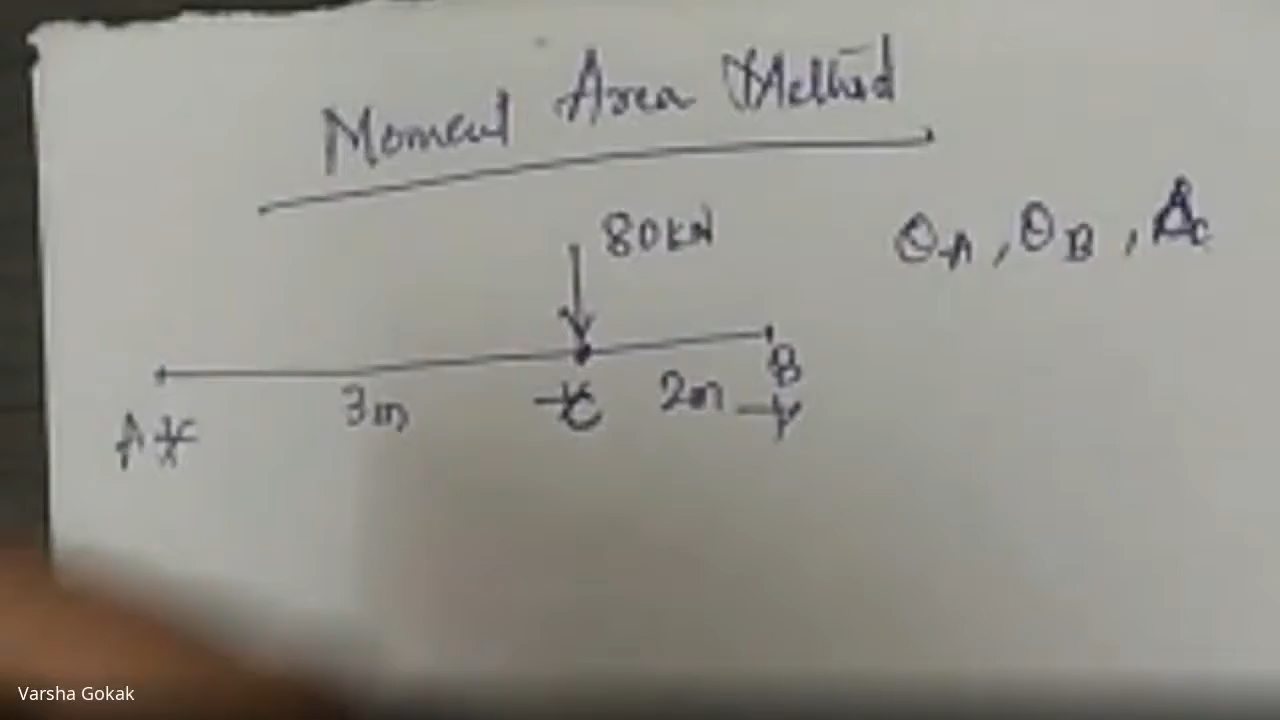 Moment Area Method
80KN
θA , θB , Δc
A 3m C 2m B
Varsha Gokak